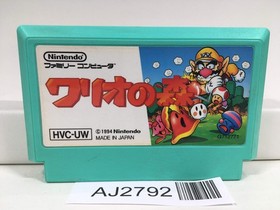 Nintendo
ファミリー コンピュータ
ワリオの森
HVC-UW
©1994 Nintendo
MADE IN JAPAN
AJ2792